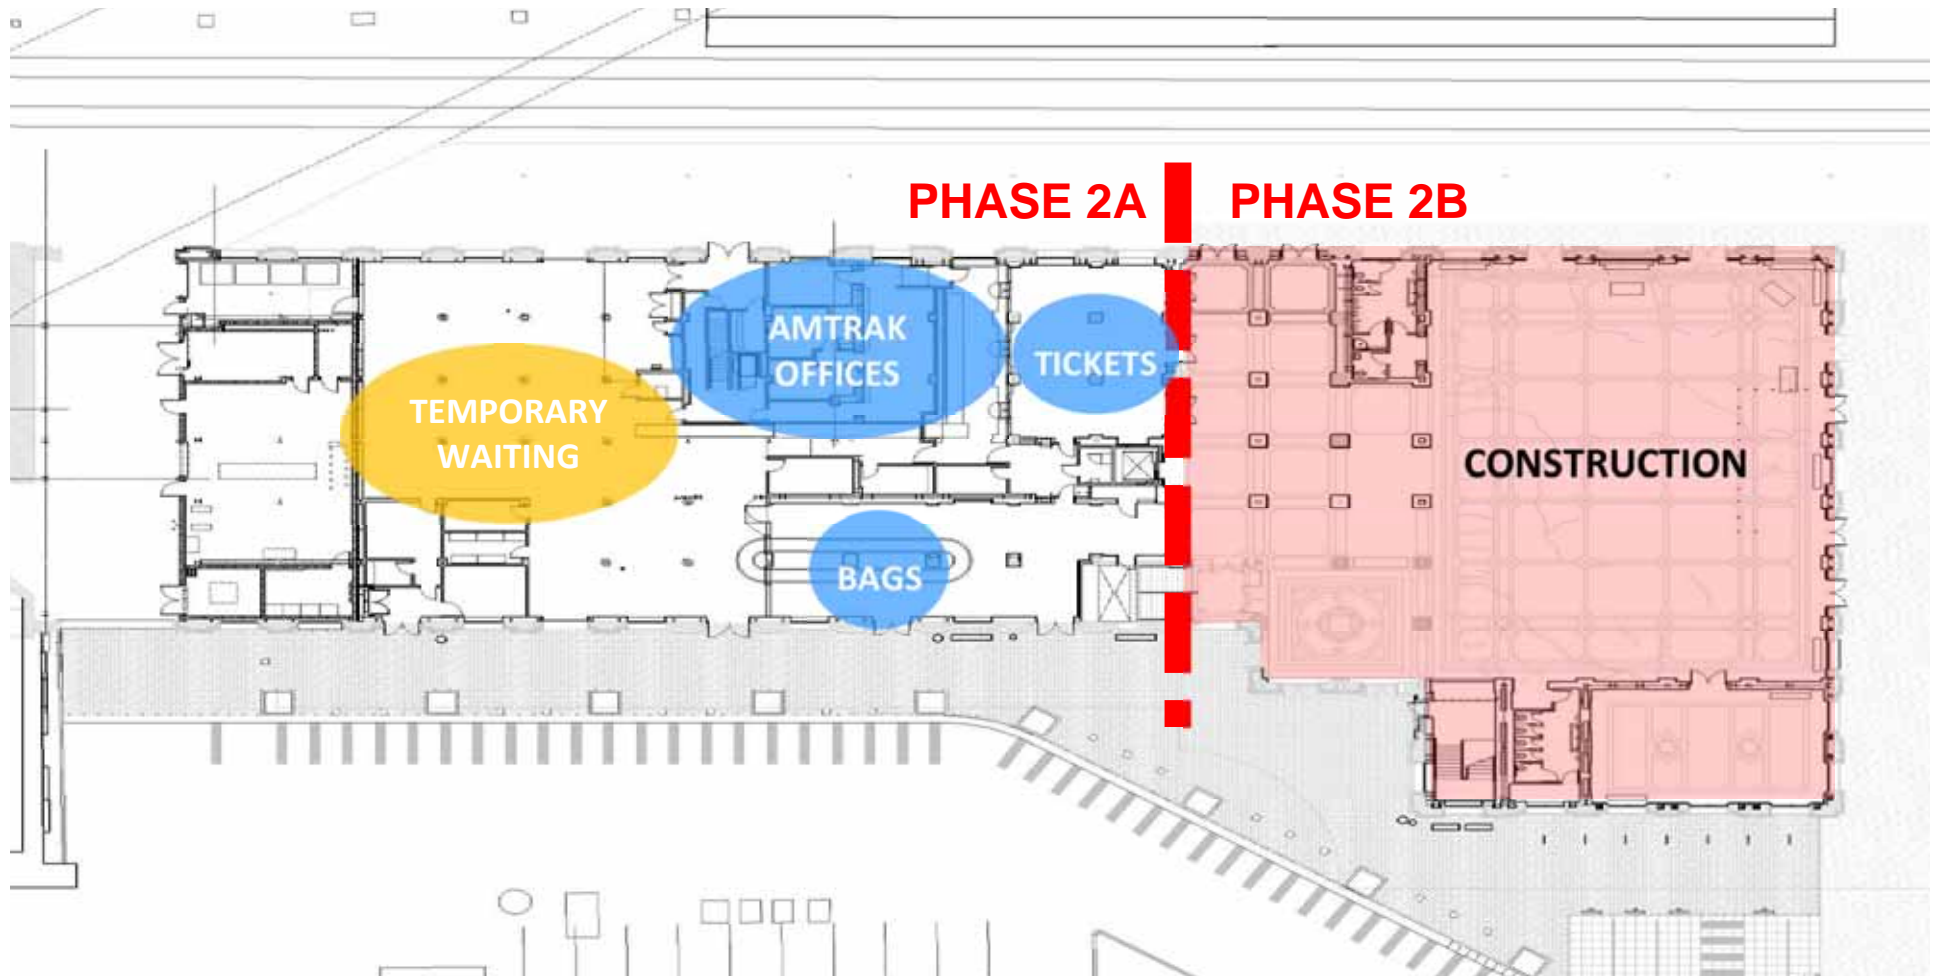 PHASE 2A
PHASE 2B
AMTRAK
OFFICES
TICKETS
TEMPORARY
WAITING
CONSTRUCTION
BAGS